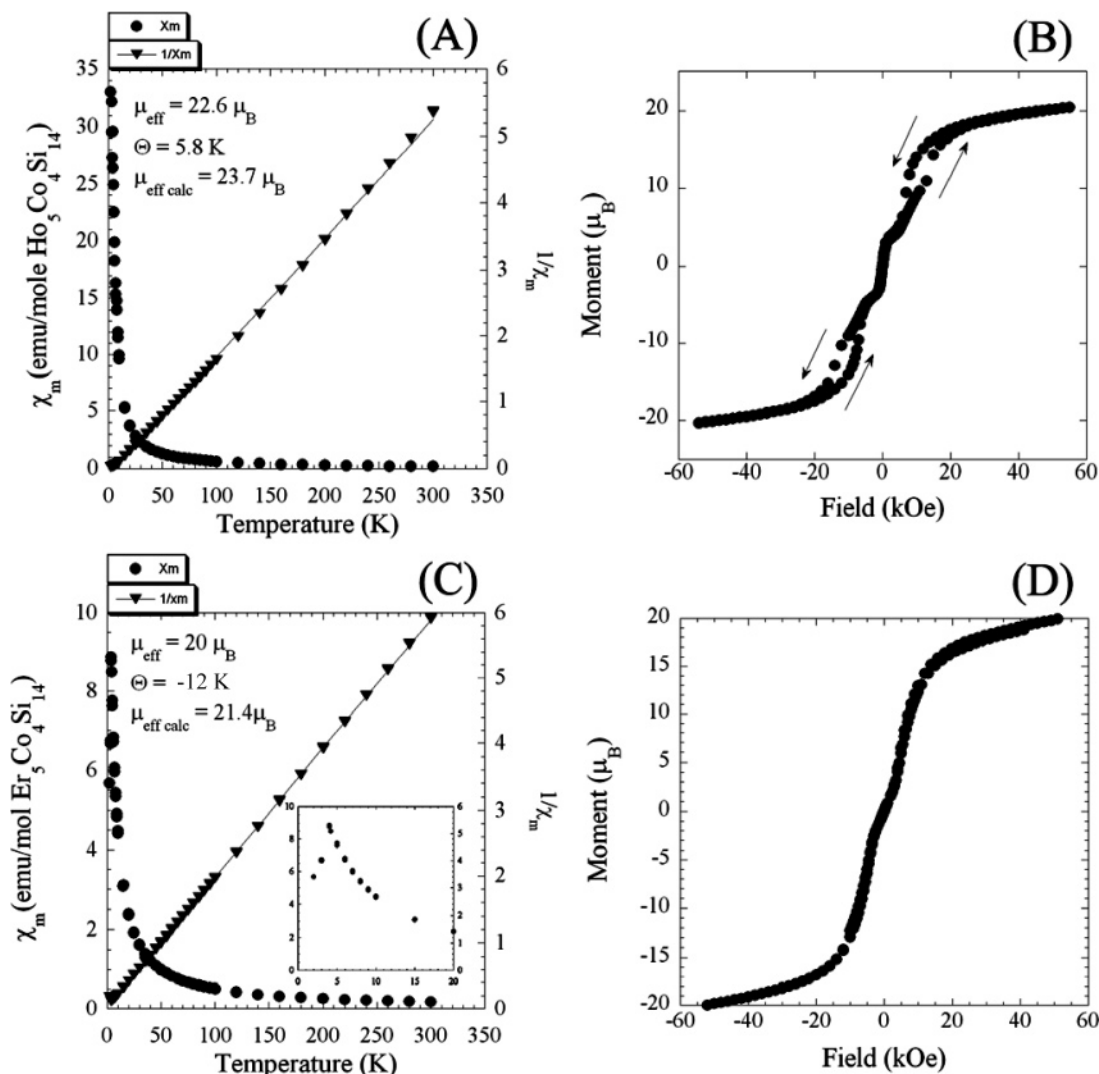 Xm
1/Xm
(A)
μeff = 22.6 μB
Θ = 5.8 K
μeff calc = 23.7 μB
χm (emu/mole Ho5Co4Si14
35
30
25
20
15
10
5
0
6
5
4
3
2
1
0
1/χm
0 50 100 150 200 250 300 350
Temperature (K)
(B)
Moment (μB)
20
10
0
-10
-20
-60 -40 -20 0 20 40 60
Field (kOe)
Xm
1/xm
(C)
μeff = 20 μB
Θ = -12 K
μeff calc = 21.4μB
χm (emu/mol Er5Co4Si14)
10
8
6
4
2
0
6
5
4
3
2
1
0
1/χm
10
8
6
4
2
0
6
5
4
3
2
1
0
0 5 10 15 20
0 50 100 150 200 250 300 350
Temperature (K)
(D)
Moment (μB)
20
15
10
5
0
-5
-10
-15
-20
-60 -40 -20 0 20 40 60
Field (kOe)